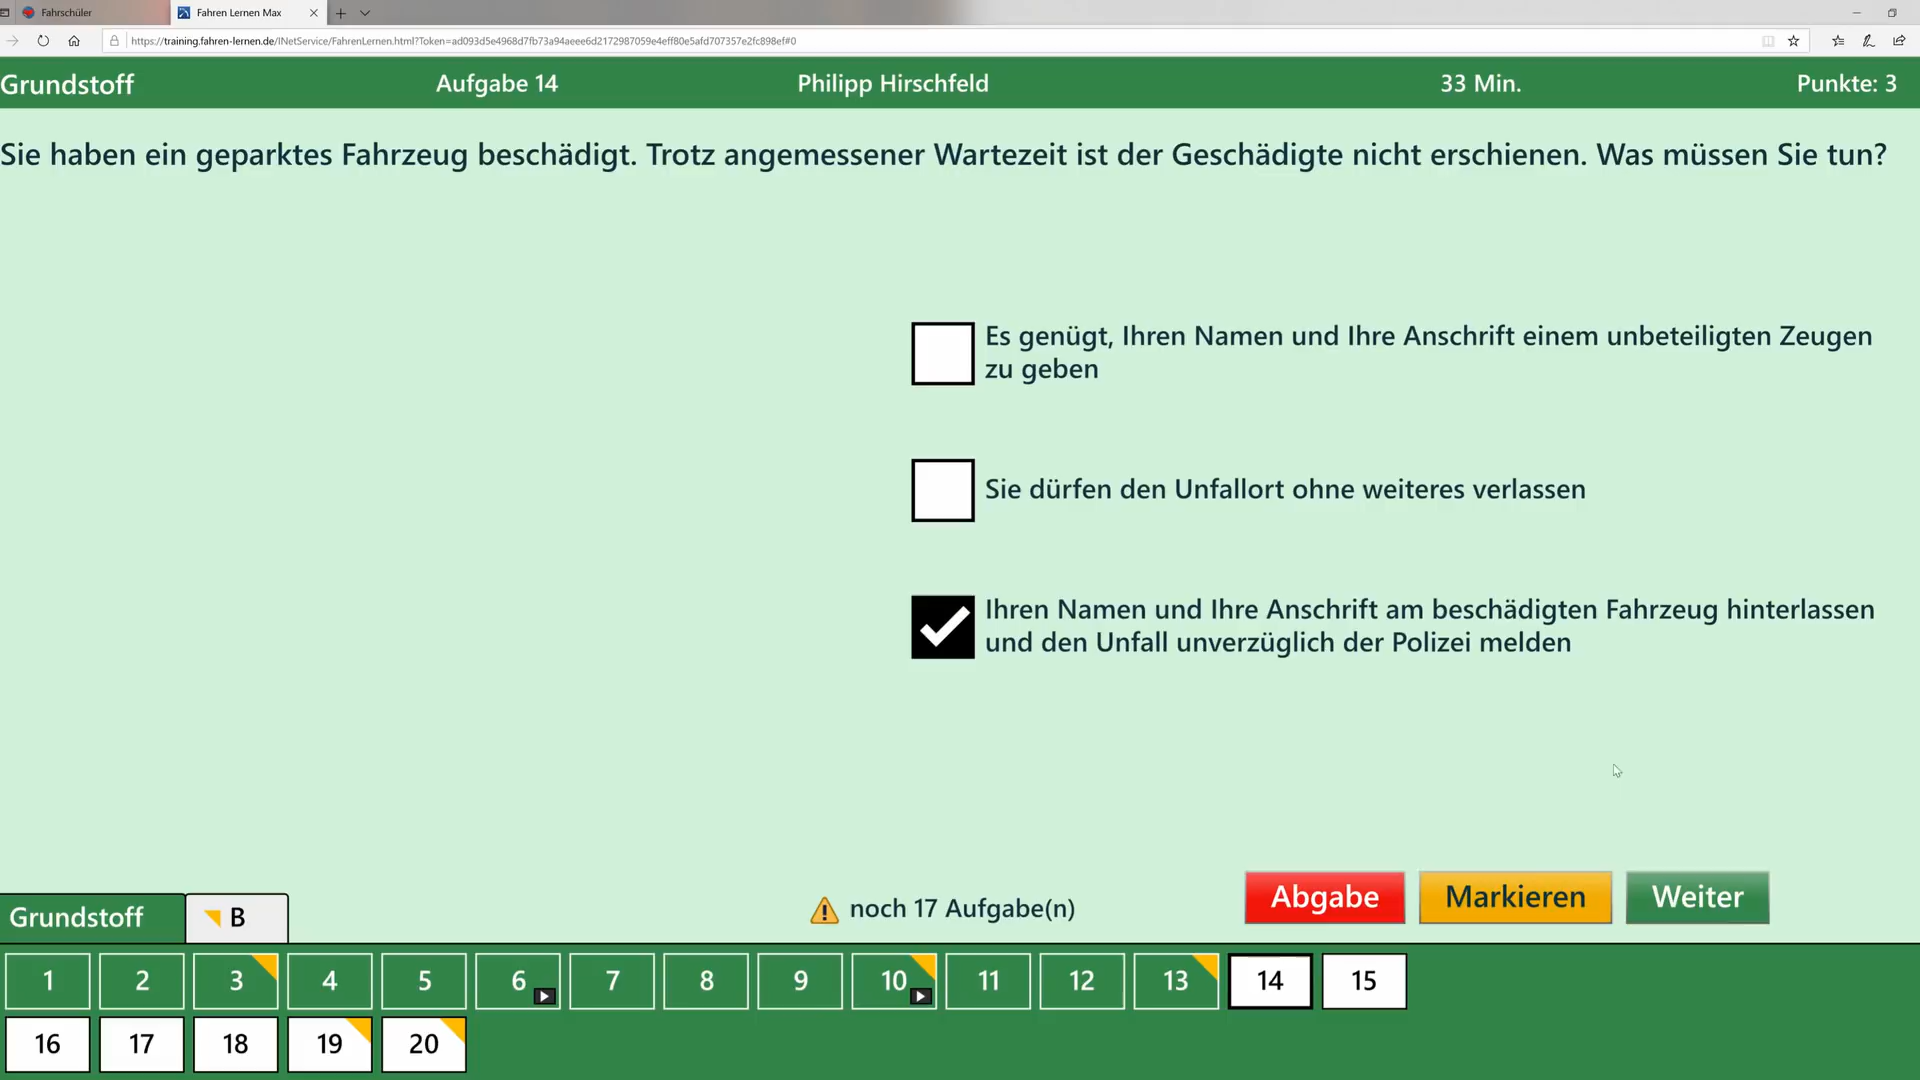 Fahrschüler
Fahren Lernen Max
https://training.fahren-lernen.de/INetService/FahrenLernen.html?Token=ad093d5e4968d7fb73a94aeee6d2172987059e4eff80e5afd707357e2fc898ef#0
Grundstoff Aufgabe 14 Philipp Hirschfeld 33 Min. Punkte: 3
Sie haben ein geparktes Fahrzeug beschädigt. Trotz angemessener Wartezeit ist der Geschädigte nicht erschienen. Was müssen Sie tun?
Es genügt, Ihren Namen und Ihre Anschrift einem unbeteiligten Zeugen
zu geben
Sie dürfen den Unfallort ohne weiteres verlassen
Ihren Namen und Ihre Anschrift am beschädigten Fahrzeug hinterlassen
und den Unfall unverzüglich der Polizei melden
Grundstoff B noch 17 Aufgabe(n) Abgabe Markieren Weiter
1 2 3 4 5 6 7 8 9 10 11 12 13 14 15
16 17 18 19 20